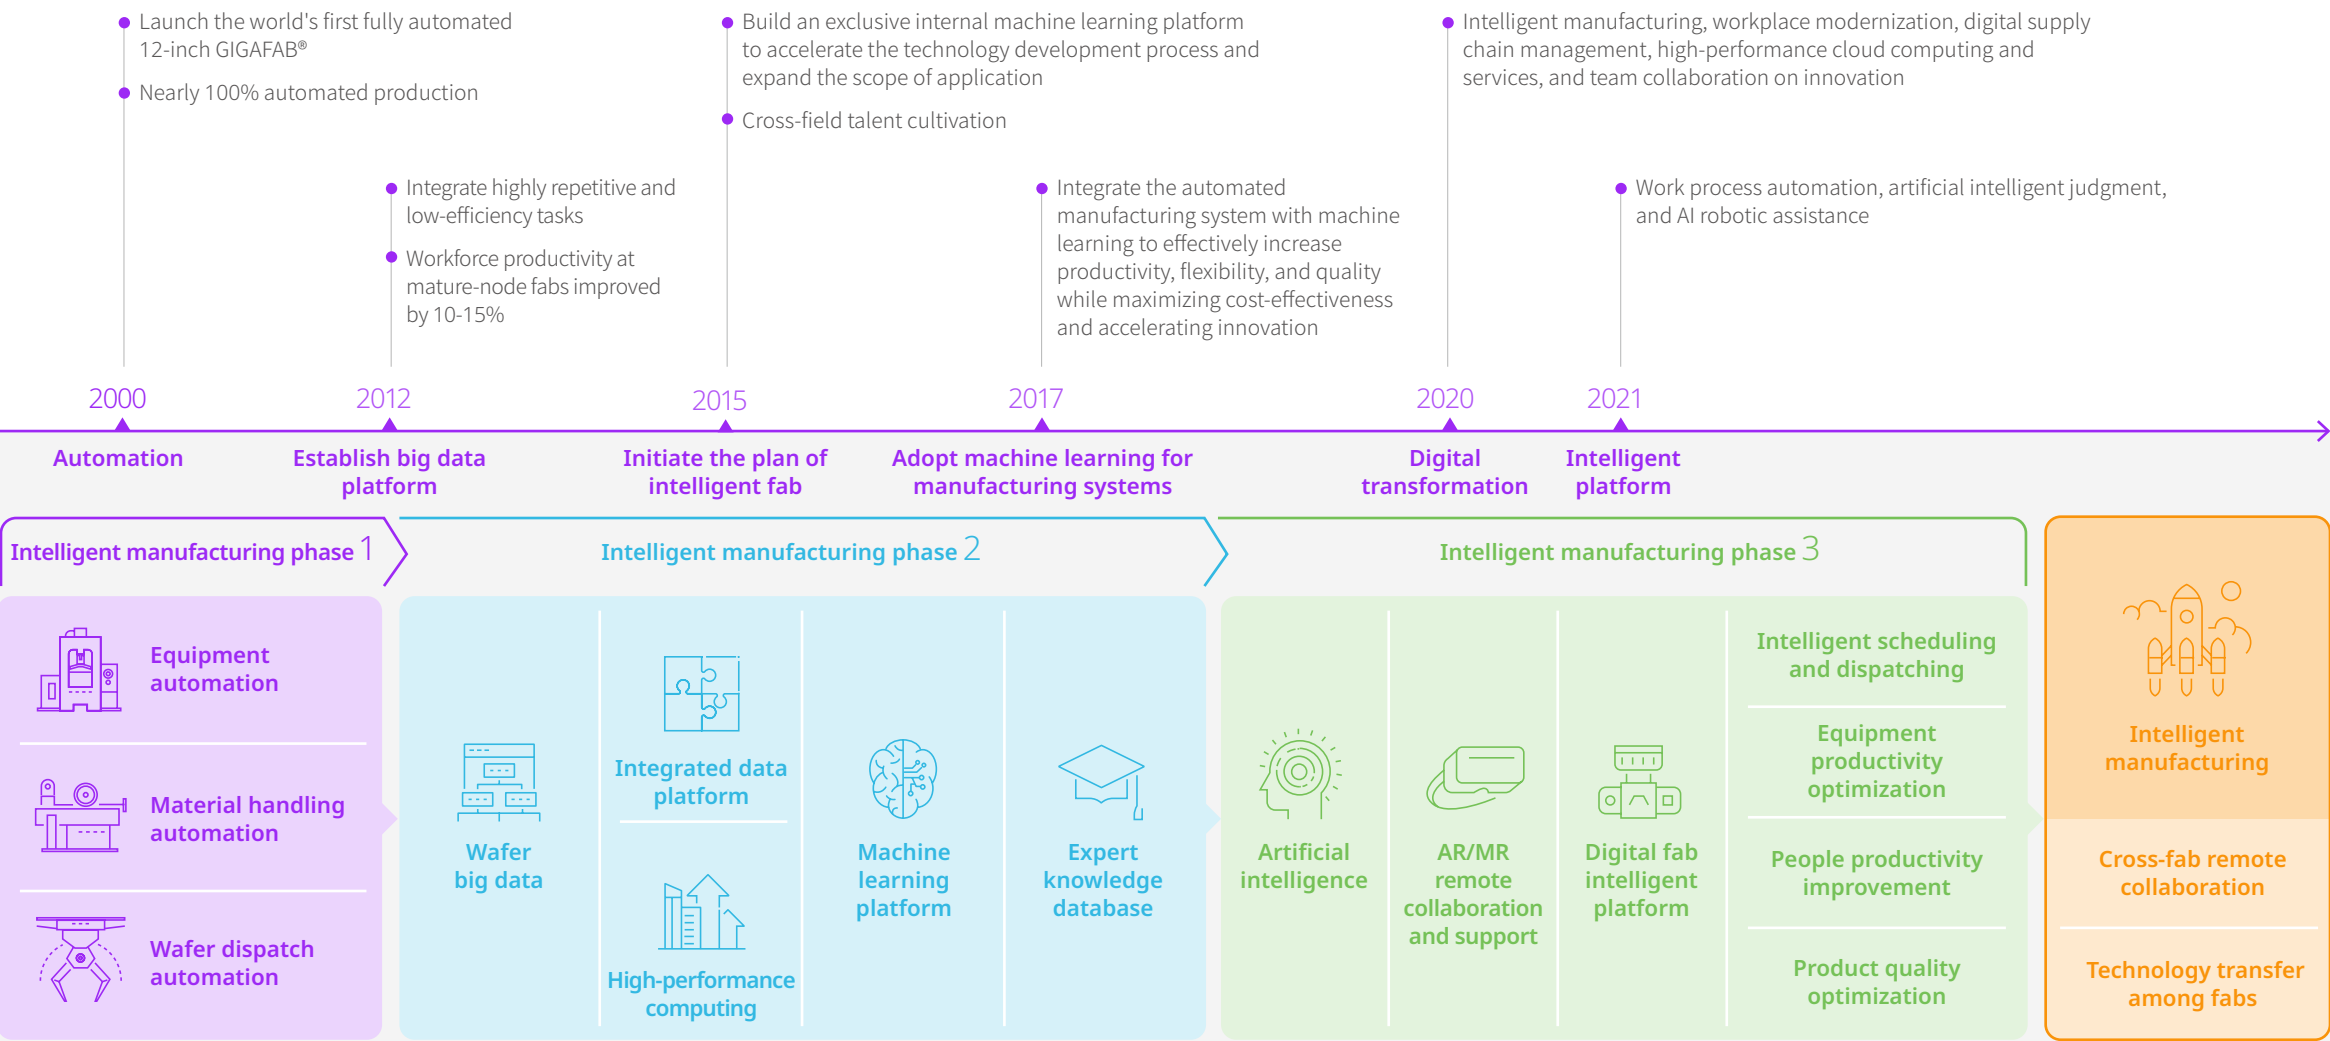 Launch the world's first fully automated
12-inch GIGAFAB®
Nearly 100% automated production
Integrate highly repetitive and
low-efficiency tasks
Workforce productivity at
mature-node fabs improved
by 10-15%
Build an exclusive internal machine learning platform
to accelerate the technology development process and
expand the scope of application
Cross-field talent cultivation
Integrate the automated
manufacturing system with machine
learning to effectively increase
productivity, flexibility, and quality
while maximizing cost-effectiveness
and accelerating innovation
Intelligent manufacturing, workplace modernization, digital supply
chain management, high-performance cloud computing and
services, and team collaboration on innovation
Work process automation, artificial intelligent judgment,
and AI robotic assistance
2000
2012
2015
2017
2020
2021
Automation
Establish big data
platform
Initiate the plan of
intelligent fab
Adopt machine learning for
manufacturing systems
Digital
transformation
Intelligent
platform
Intelligent manufacturing phase 1
Intelligent manufacturing phase 2
Intelligent manufacturing phase 3
Equipment
automation
Material handling
automation
Wafer dispatch
automation
Wafer
big data
Integrated data
platform
High-performance
computing
Machine
learning
platform
Expert
knowledge
database
Artificial
intelligence
AR/MR
remote
collaboration
and support
Digital fab
intelligent
platform
Intelligent scheduling
and dispatching
Equipment
productivity
optimization
People productivity
improvement
Product quality
optimization
Intelligent
manufacturing
Cross-fab remote
collaboration
Technology transfer
among fabs